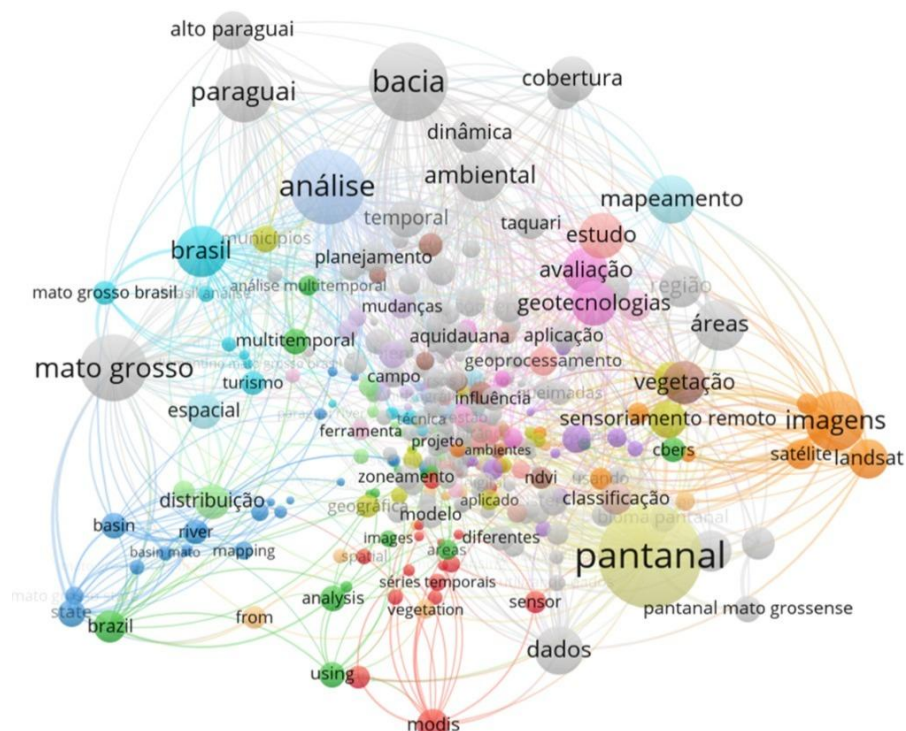 alto paraguai
paraguai
bacia
cobertura
dinâmica
análise
ambiental
mapeamento
temporal
taquari
estudo
municípios
brasil
planejamento
avaliação
região
mato grosso brasil
análise multitemporal
mudanças
geotecnologias
áreas
multitemporal
aquidauana
aplicação
mato grosso
geoprocessamento
turismo
campo
vegetação
queimadas
influência
espacial
técnica
sensoriamento remoto
imagens
ferramenta
projeto
ambientes
cbers
satélite
landsat
zoneamento
ndvi
usando
distribuição
geográfica
aplicado
classificação
modelo
bioma pantanal
basin
river
images
diferentes
basin mato
mapping
spatial
áreas
pantanal
séries temporais
analysis
state
vegetation
sensor
pantanal mato grossense
brazil
from
dados
using
modis